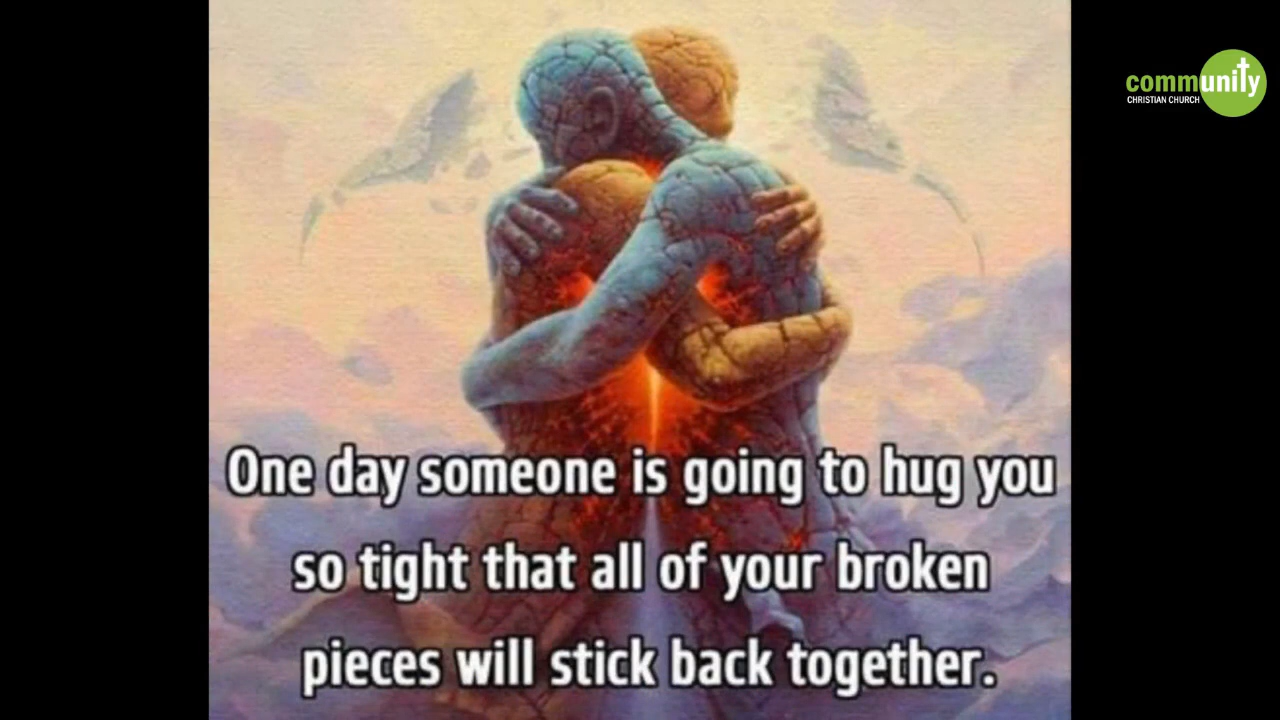 community
CHRISTIAN CHURCH
One day someone is going to hug you
so tight that all of your broken
pieces will stick back together.